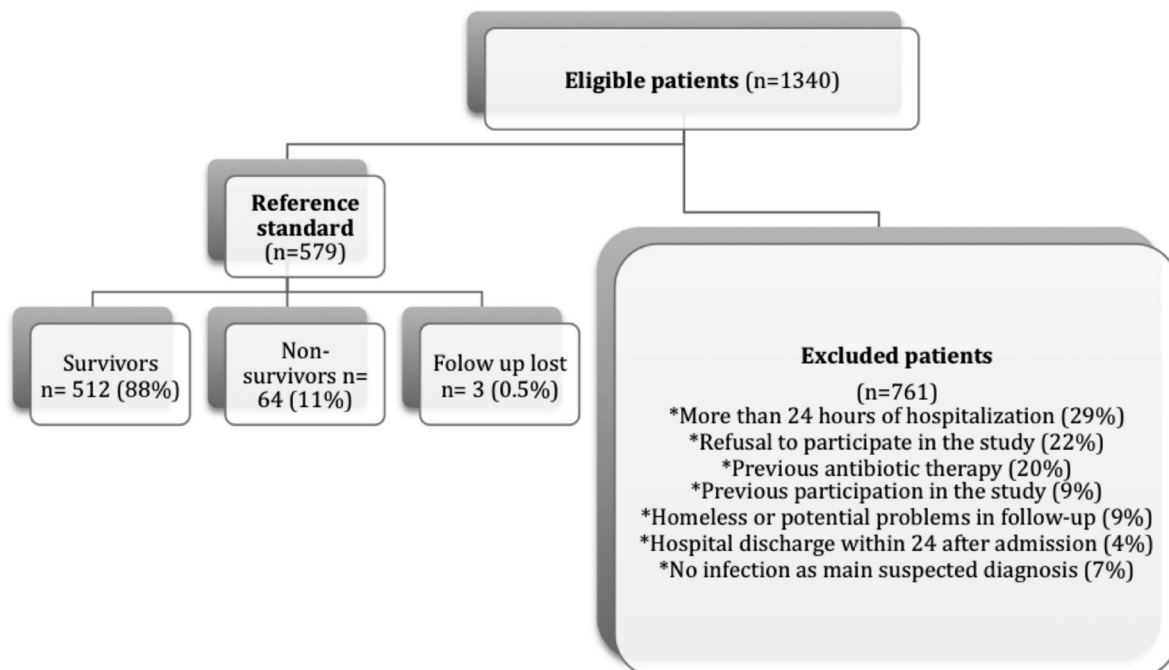 Eligible patients (n=1340)
Reference
standard
(n=579)
Survivors
n= 512 (88%)
Non-
survivors n=
64 (11%)
Folow up lost
n= 3 (0.5%)
Excluded patients
(n=761)
*More than 24 hours of hospitalization (29%)
*Refusal to participate in the study (22%)
*Previous antibiotic therapy (20%)
*Previous participation in the study (9%)
*Homeless or potential problems in follow-up (9%)
*Hospital discharge within 24 after admission (4%)
*No infection as main suspected diagnosis (7%)